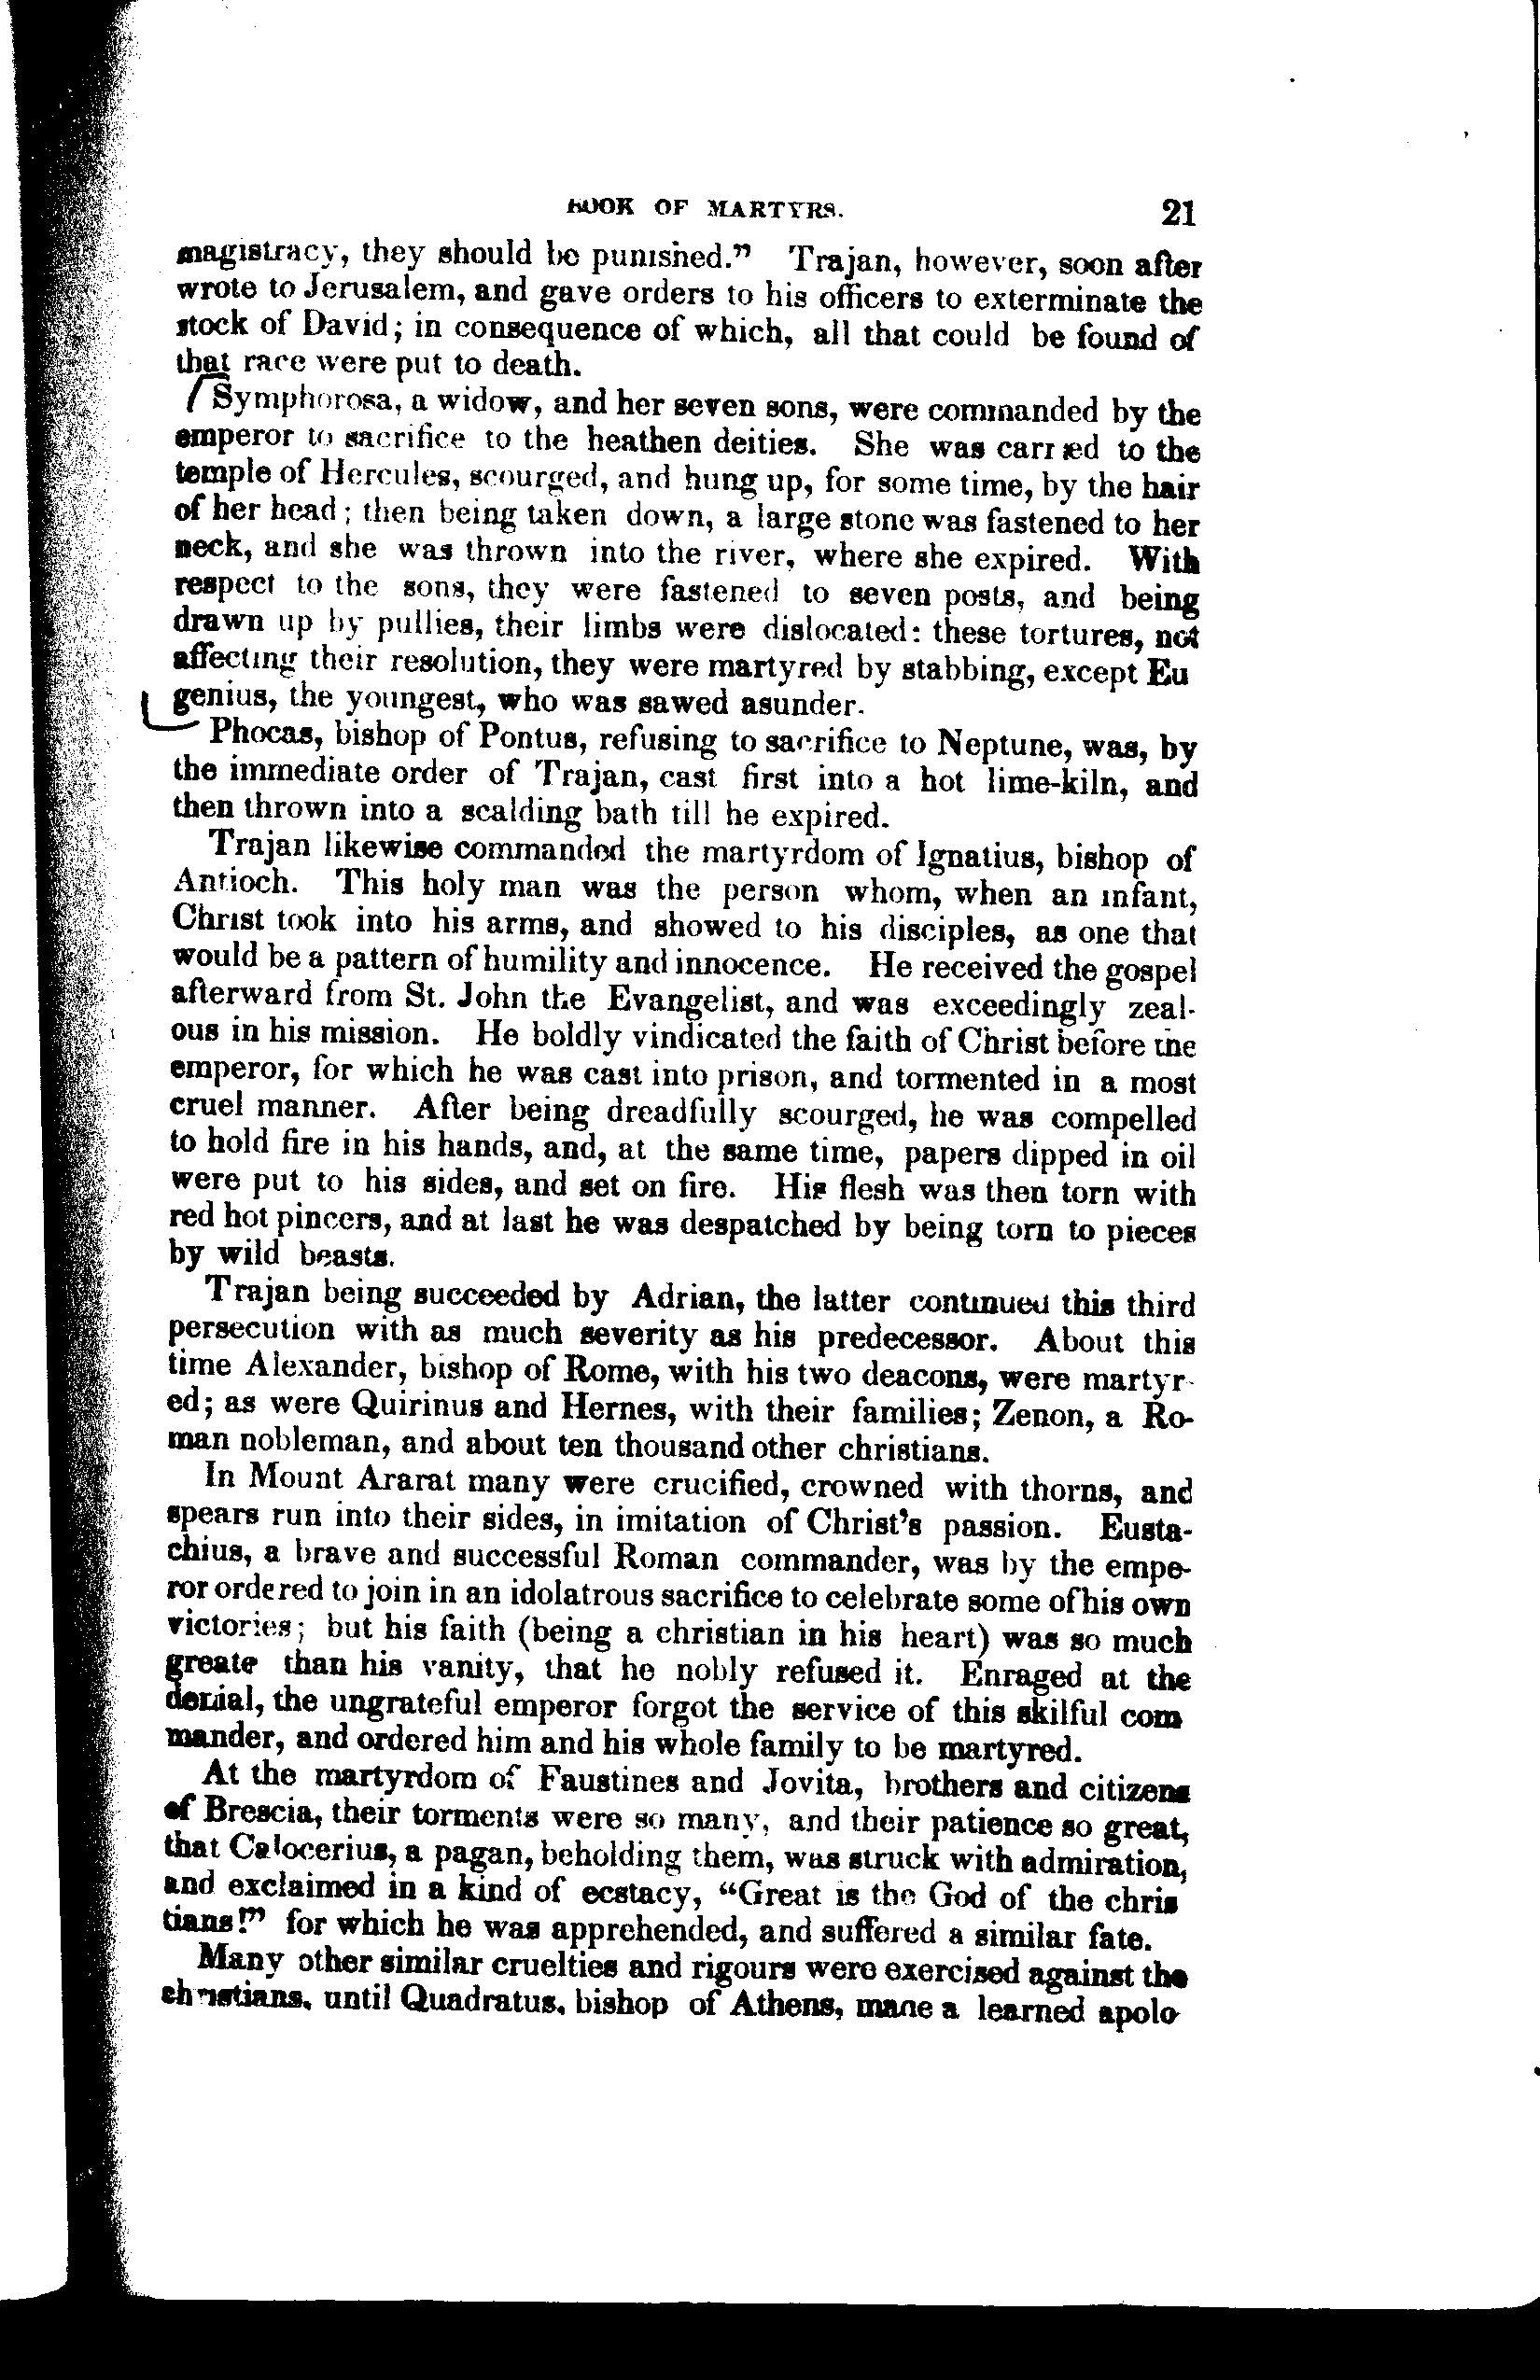 BOOK OF MARTYRS. 21
magistracy, they should be punished." Trajan, however, soon after
wrote to Jerusalem, and gave orders to his officers to exterminate the
stock of David; in consequence of which, all that could be found of
that race were put to death.
Symphorosa, a widow, and her seven sons, were commanded by the
emperor to sacrifice to the heathen deities. She was carried to the
temple of Hercules, scourged, and hung up, for some time, by the hair
of her head; then being taken down, a large stone was fastened to her
neck, and she was thrown into the river, where she expired. With
respect to the sons, they were fastened to seven posts, and being
drawn up by pullies, their limbs were dislocated: these tortures, not
affecting their resolution, they were martyred by stabbing, except Eu
genius, the youngest, who was sawed asunder.
Phocas, bishop of Pontus, refusing to sacrifice to Neptune, was, by
the immediate order of Trajan, cast first into a hot lime-kiln, and
then thrown into a scalding bath till he expired.
Trajan likewise commanded the martyrdom of Ignatius, bishop of
Antioch. This holy man was the person whom, when an infant,
Christ took into his arms, and showed to his disciples, as one that
would be a pattern of humility and innocence. He received the gospel
afterward from St. John the Evangelist, and was exceedingly zeal-
ous in his mission. He boldly vindicated the faith of Christ before the
emperor, for which he was cast into prison, and tormented in a most
cruel manner. After being dreadfully scourged, he was compelled
to hold fire in his hands, and, at the same time, papers dipped in oil
were put to his sides, and set on fire. His flesh was then torn with
red hot pincers, and at last he was despatched by being torn to pieces
by wild beasts.
Trajan being succeeded by Adrian, the latter continued this third
persecution with as much severity as his predecessor. About this
time Alexander, bishop of Rome, with his two deacons, were martyr-
ed; as were Quirinus and Hernes, with their families; Zenon, a Ro-
man nobleman, and about ten thousand other christians.
In Mount Ararat many were crucified, crowned with thorns, and
spears run into their sides, in imitation of Christ's passion. Eusta-
chius, a brave and successful Roman commander, was by the empe-
ror ordered to join in an idolatrous sacrifice to celebrate some of his own
victories; but his faith (being a christian in his heart) was so much
greate than his vanity, that he nobly refused it. Enraged at the
denial, the ungrateful emperor forgot the service of this skilful com
mander, and ordered him and his whole family to be martyred.
At the martyrdom of Faustines and Jovita, brothers and citizens
of Brescia, their torments were so many, and their patience so great,
that Calocerius, a pagan, beholding them, was struck with admiration,
and exclaimed in a kind of ecstacy, "Great is the God of the chris
tians!" for which he was apprehended, and suffered a similar fate.
Many other similar cruelties and rigours were exercised against the
christians, until Quadratus, bishop of Athens, made a learned apolo